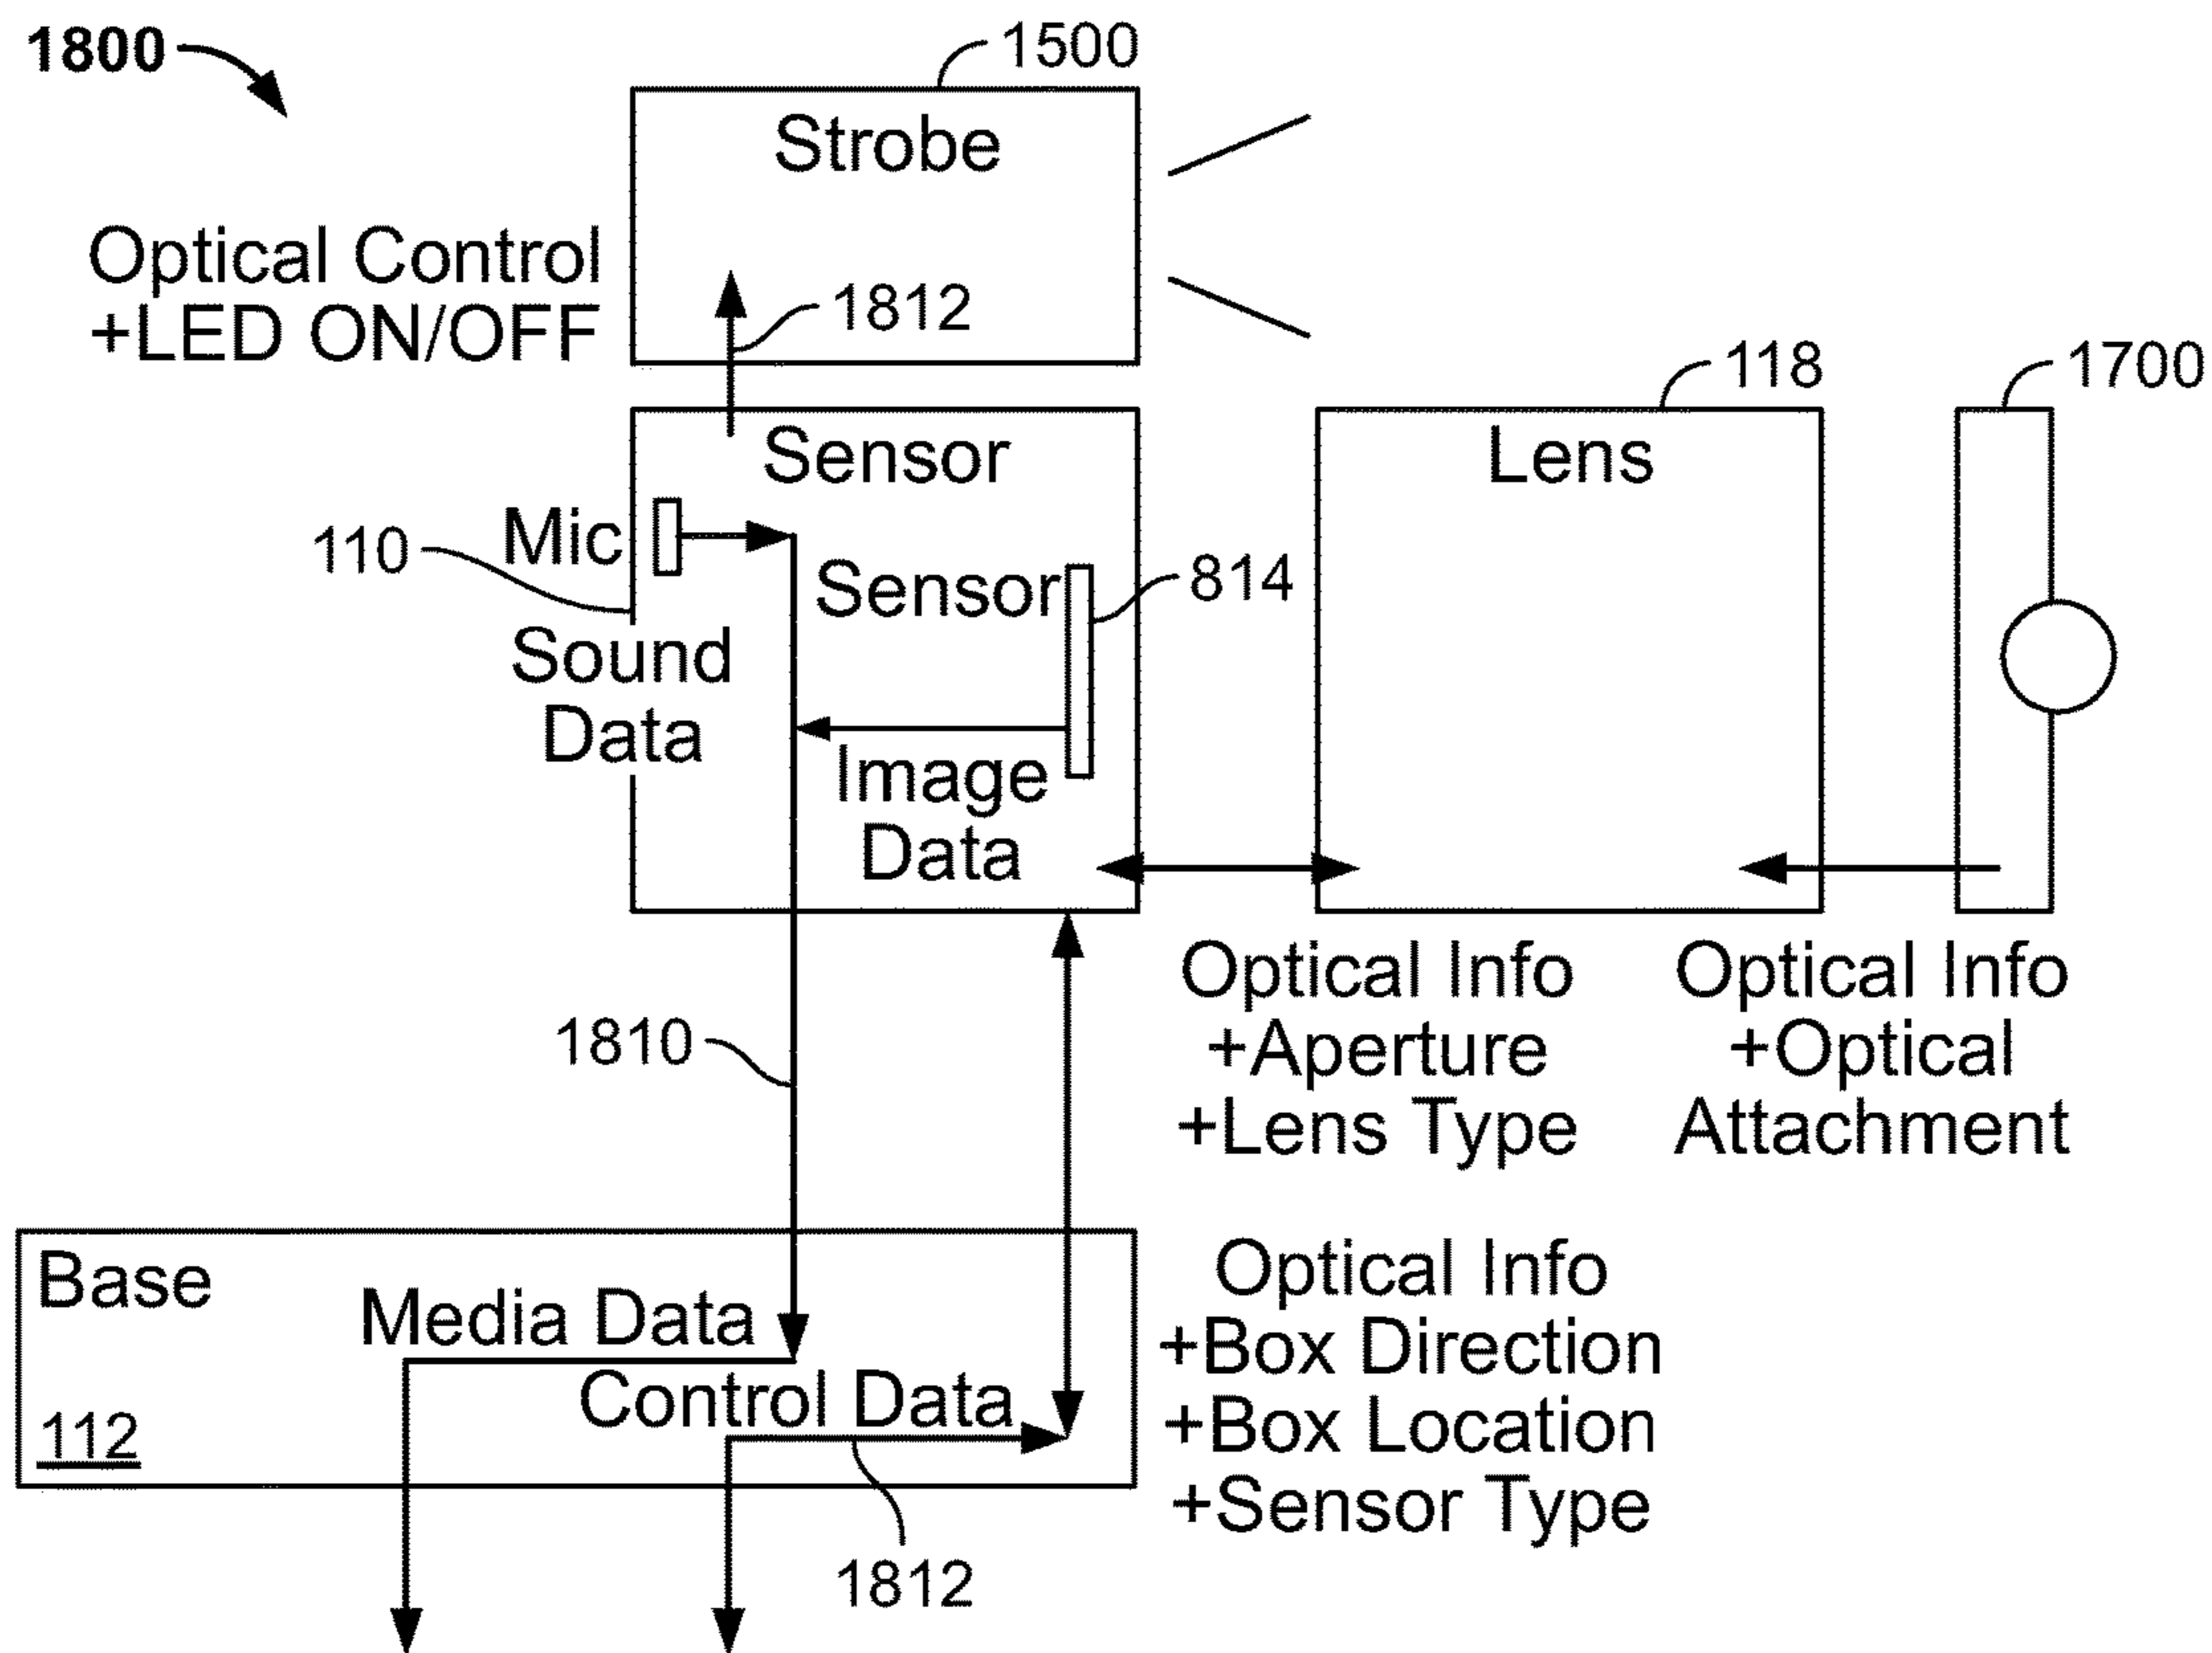 1800
1500
Strobe
Optical Control
+LED ON/OFF
1812
118
1700
Sensor
Lens
Mic
110
Sensor
814
Sound
Data
Image
Data
1810
Optical Info
+Aperture
+Lens Type
Optical Info
+Optical
Attachment
Base
Media Data
Control Data
112
1812
Optical Info
+Box Direction
+Box Location
+Sensor Type